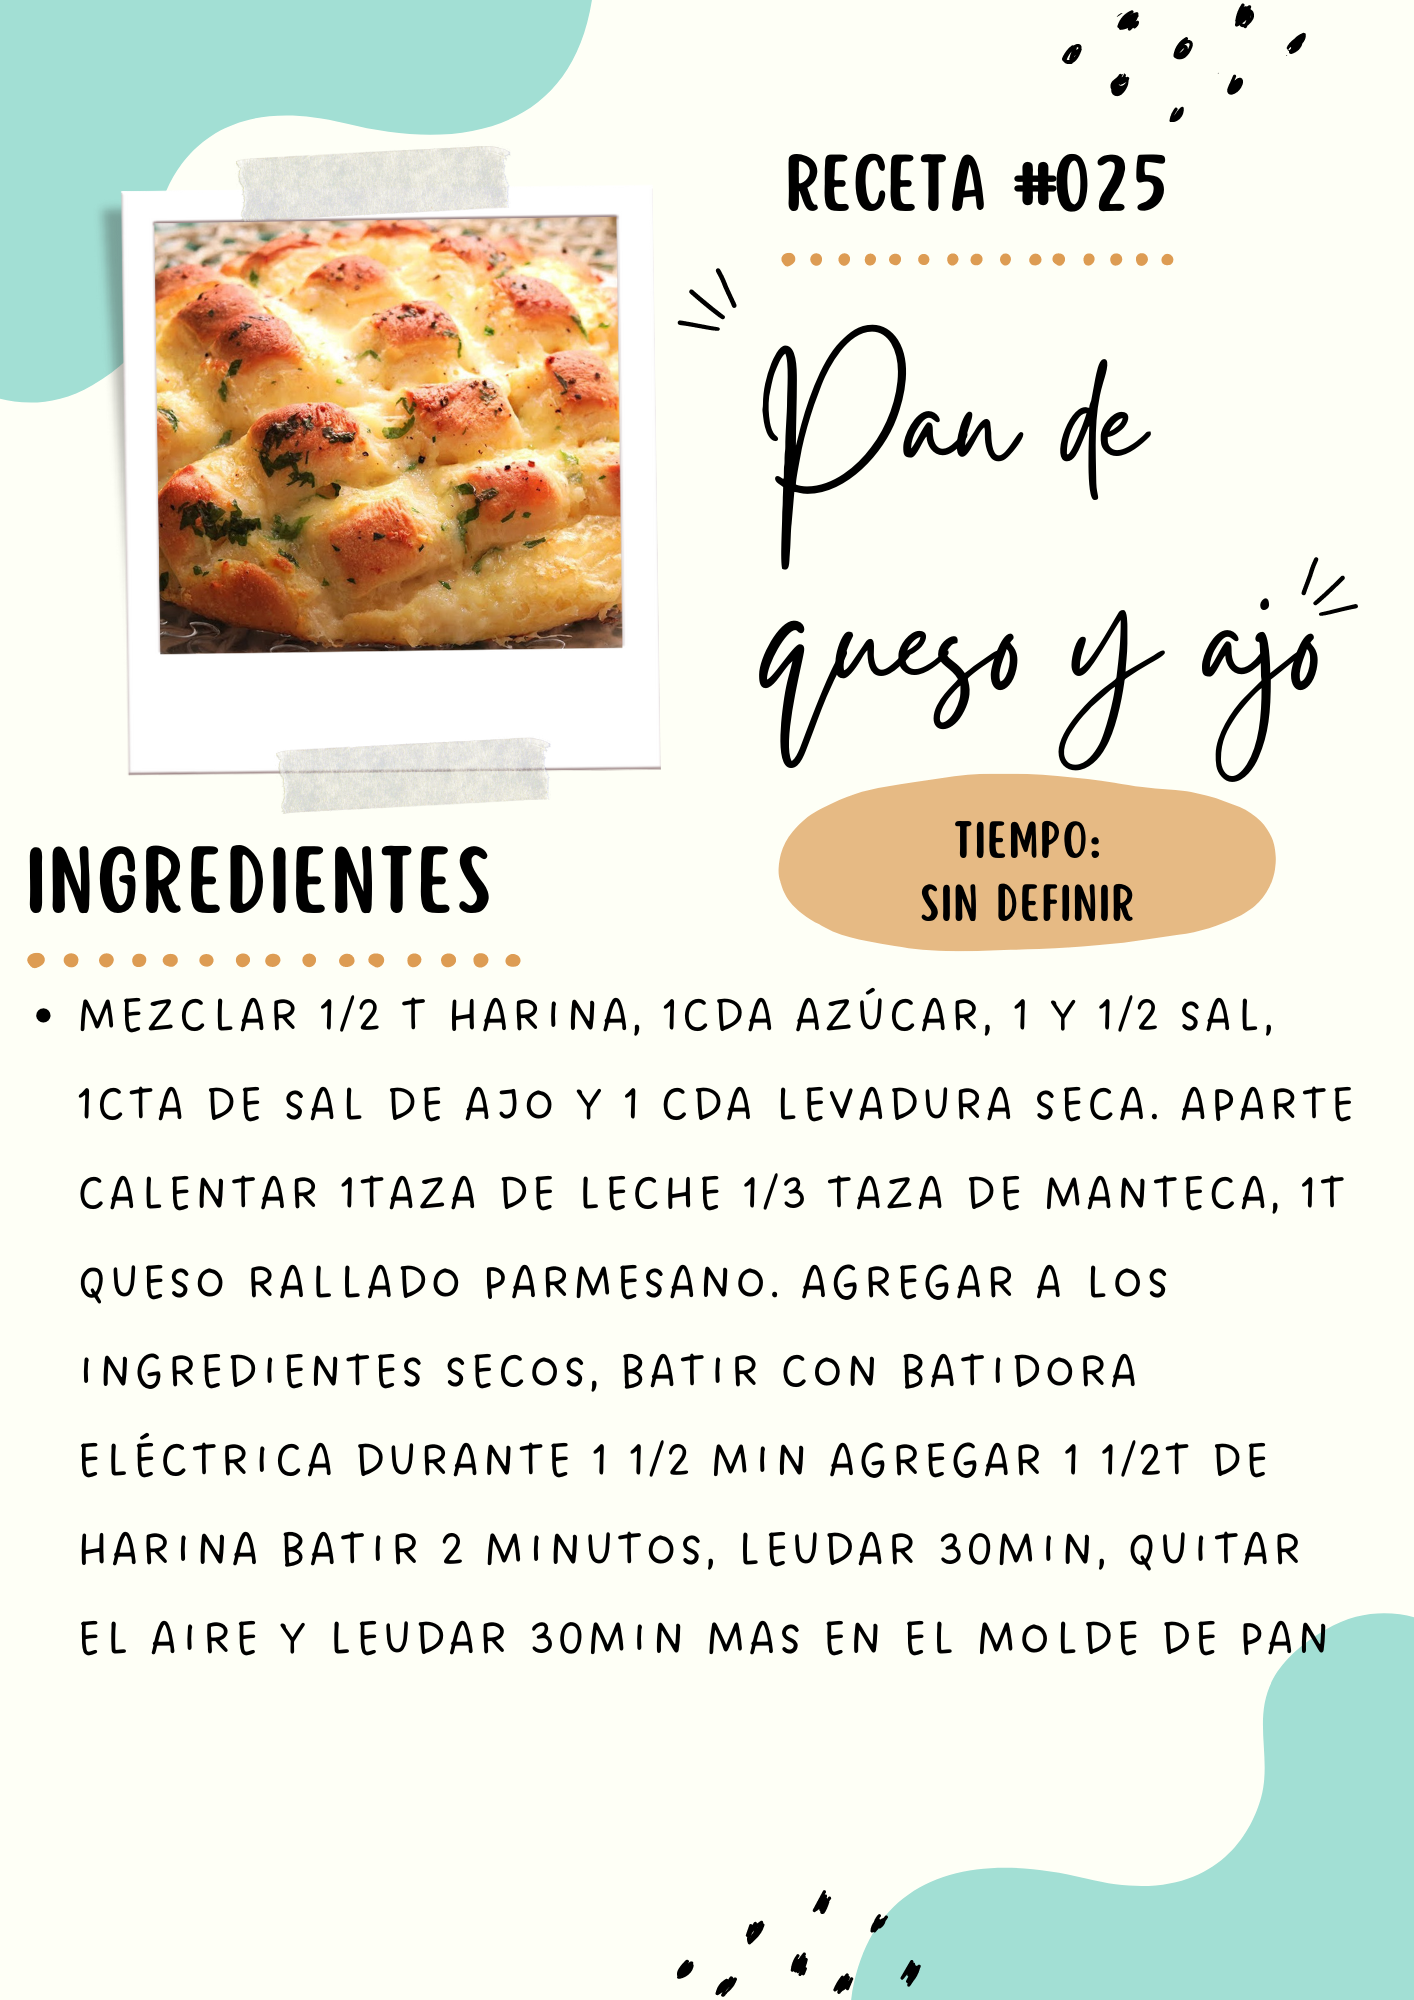 RECETA #025
Pan de
queso y ajo
TIEMPO:
SIN DEFINIR
INGREDIENTES
• MEZCLAR 1/2 T HARINA, 1CDA AZÚCAR, 1 Y 1/2 SAL,
1CTA DE SAL DE AJO Y 1 CDA LEVADURA SECA. APARTE
CALENTAR 1TAZA DE LECHE 1/3 TAZA DE MANTECA, 1T
QUESO RALLADO PARMESANO. AGREGAR A LOS
INGREDIENTES SECOS, BATIR CON BATIDORA
ELÉCTRICA DURANTE 1 1/2 MIN AGREGAR 1 1/2T DE
HARINA BATIR 2 MINUTOS, LEUDAR 30MIN, QUITAR
EL AIRE Y LEUDAR 30MIN MAS EN EL MOLDE DE PAN